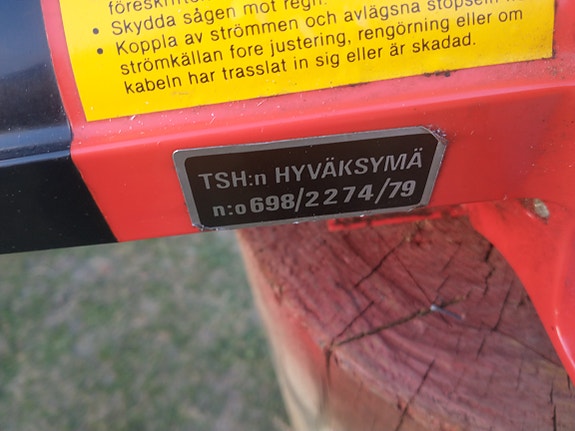 föreskrifter
• Skydda sågen mot regn.
• Koppla av strömmen och avlägsna
strömkällan fore justering, rengörning eller om
kabeln har trasslat in sig eller är skadad.
TSH:n HYVÄKSYMÄ
n:o 698/2274/79